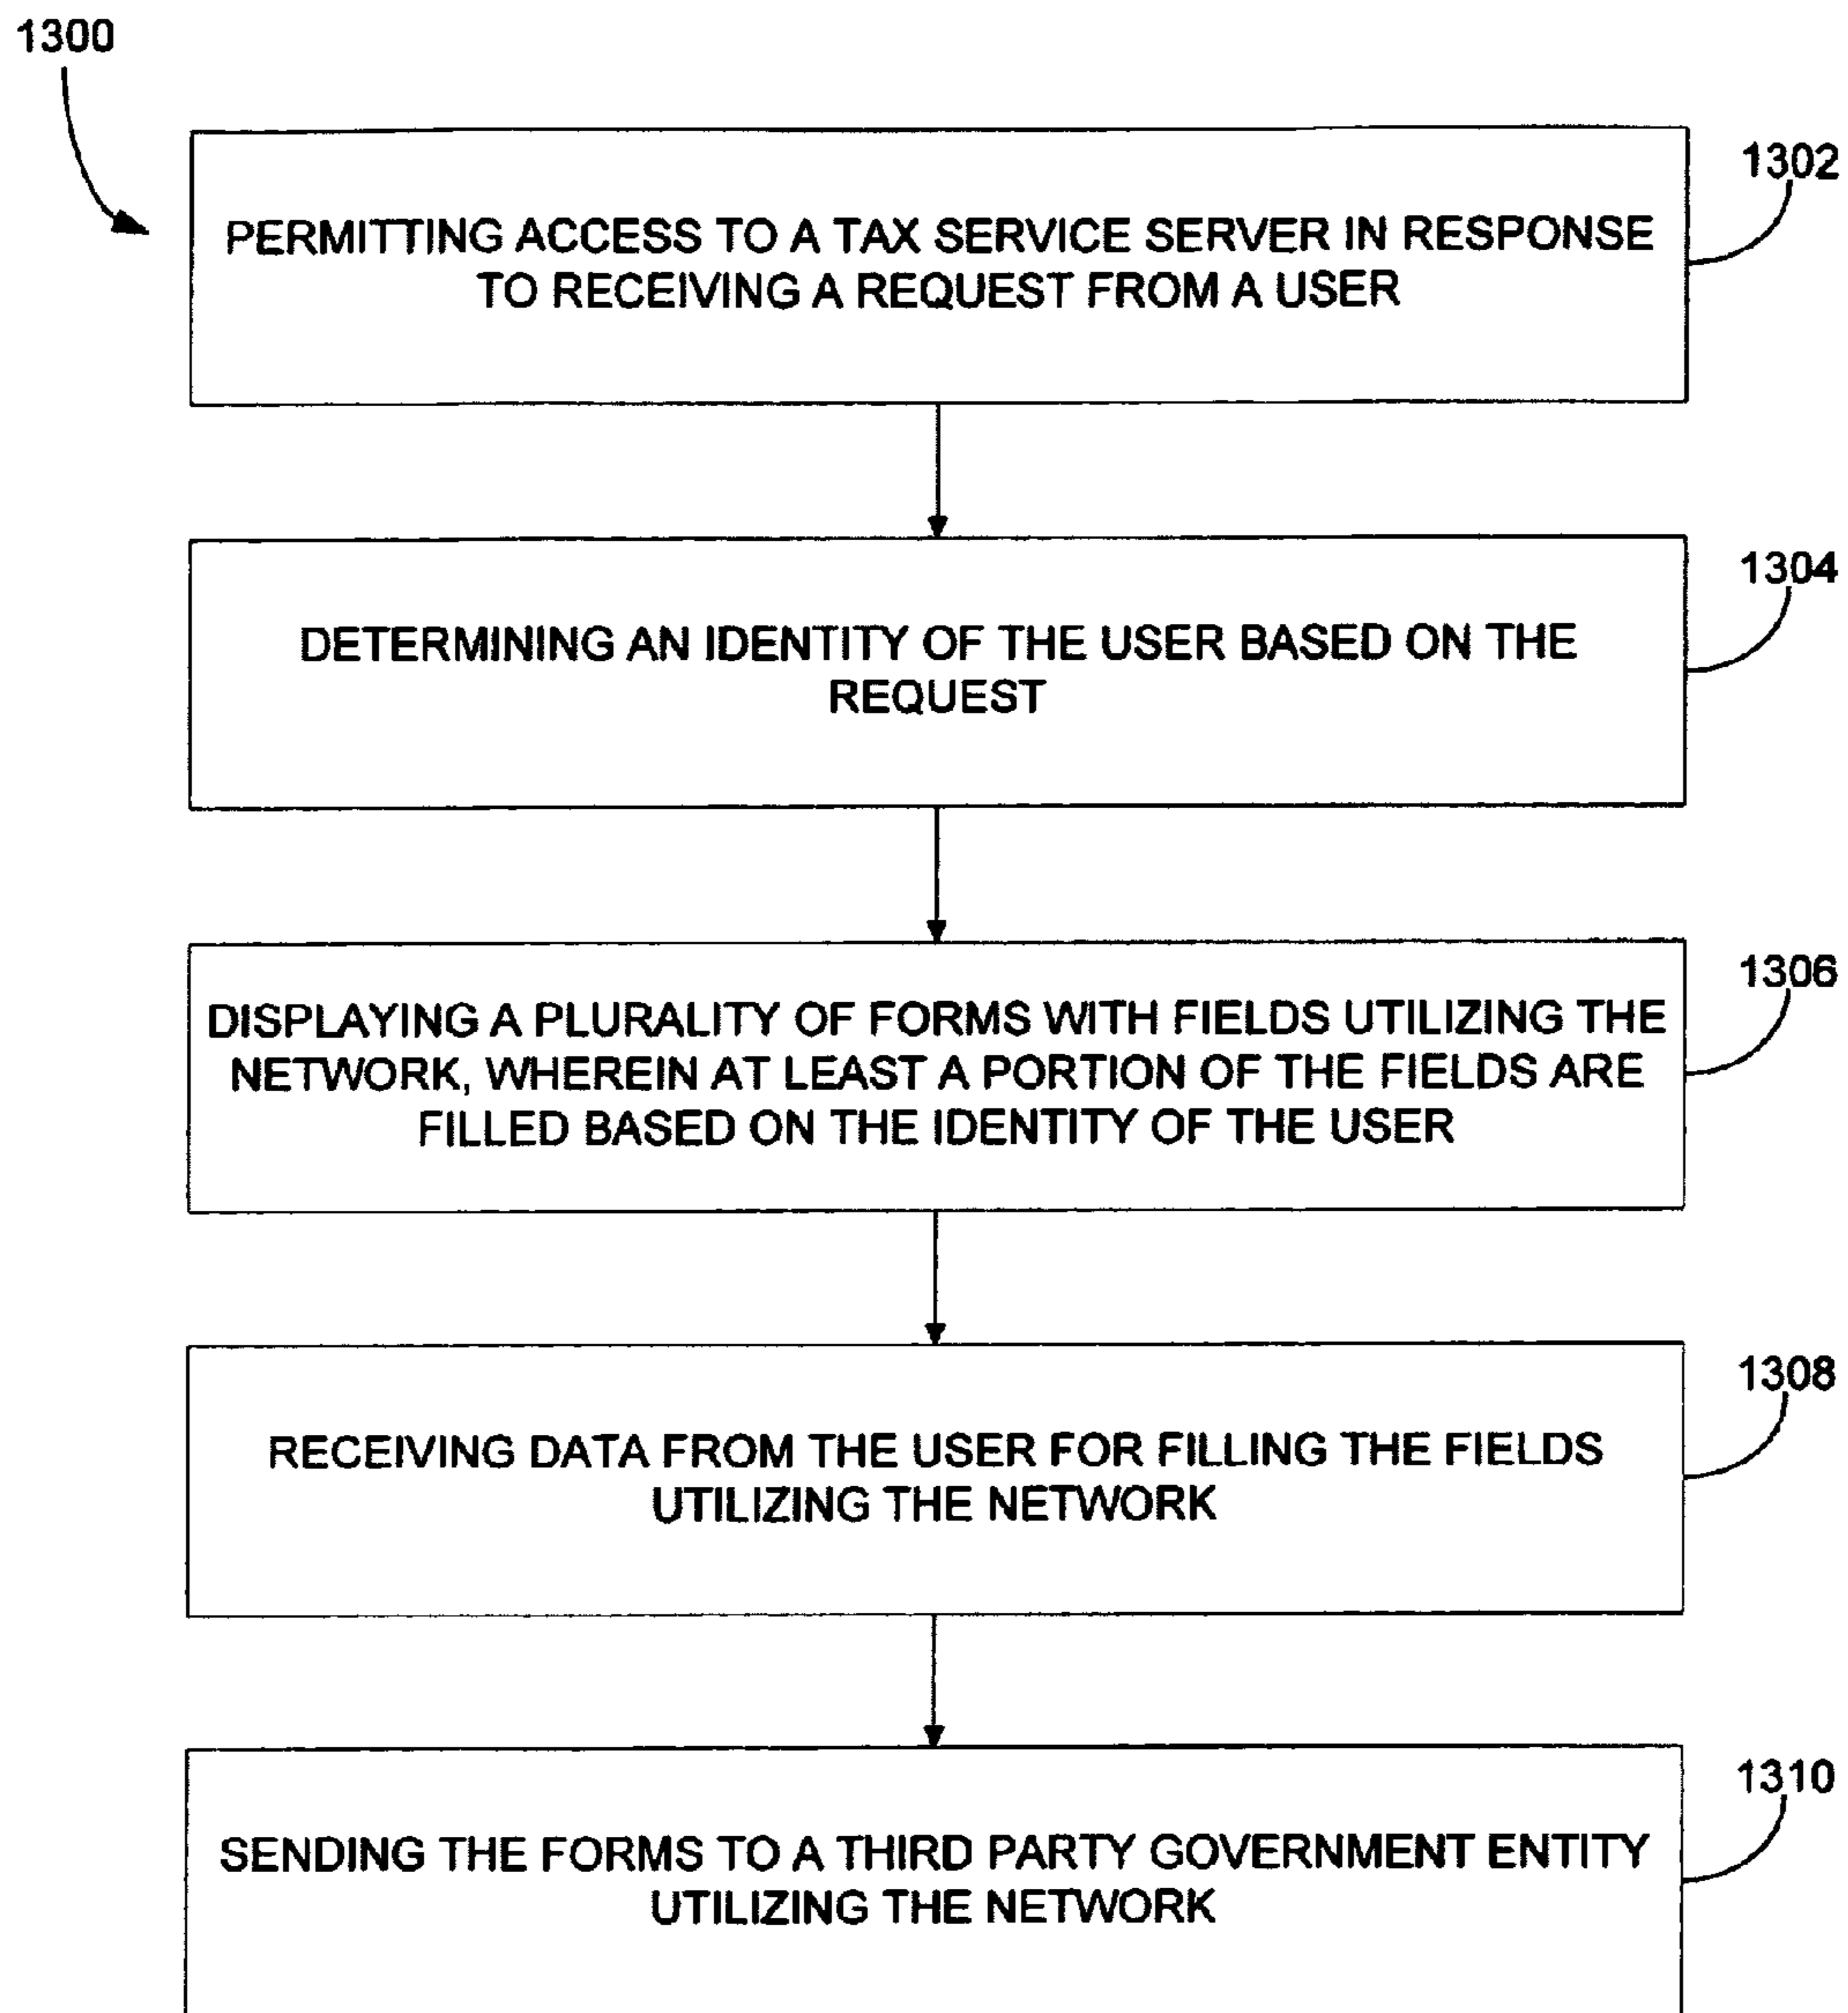 1300
1302
PERMITTING ACCESS TO A TAX SERVICE SERVER IN RESPONSE
TO RECEIVING A REQUEST FROM A USER
1304
DETERMINING AN IDENTITY OF THE USER BASED ON THE
REQUEST
1306
DISPLAYING A PLURALITY OF FORMS WITH FIELDS UTILIZING THE
NETWORK, WHEREIN AT LEAST A PORTION OF THE FIELDS ARE
FILLED BASED ON THE IDENTITY OF THE USER
1308
RECEIVING DATA FROM THE USER FOR FILLING THE FIELDS
UTILIZING THE NETWORK
1310
SENDING THE FORMS TO A THIRD PARTY GOVERNMENT ENTITY
UTILIZING THE NETWORK